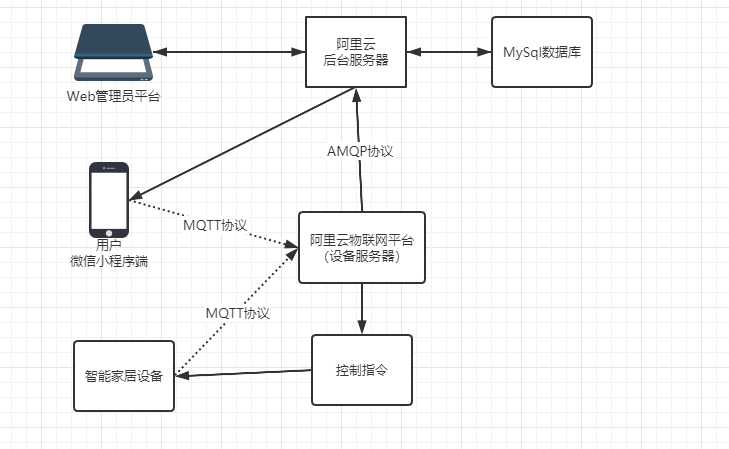 阿里云
后台服务器
MySql数据库
Web管理员平台
AMQP协议
MQTT协议
用户
微信小程序端
阿里云物联网平台
（设备服务器）
MQTT协议
智能家居设备
控制指令